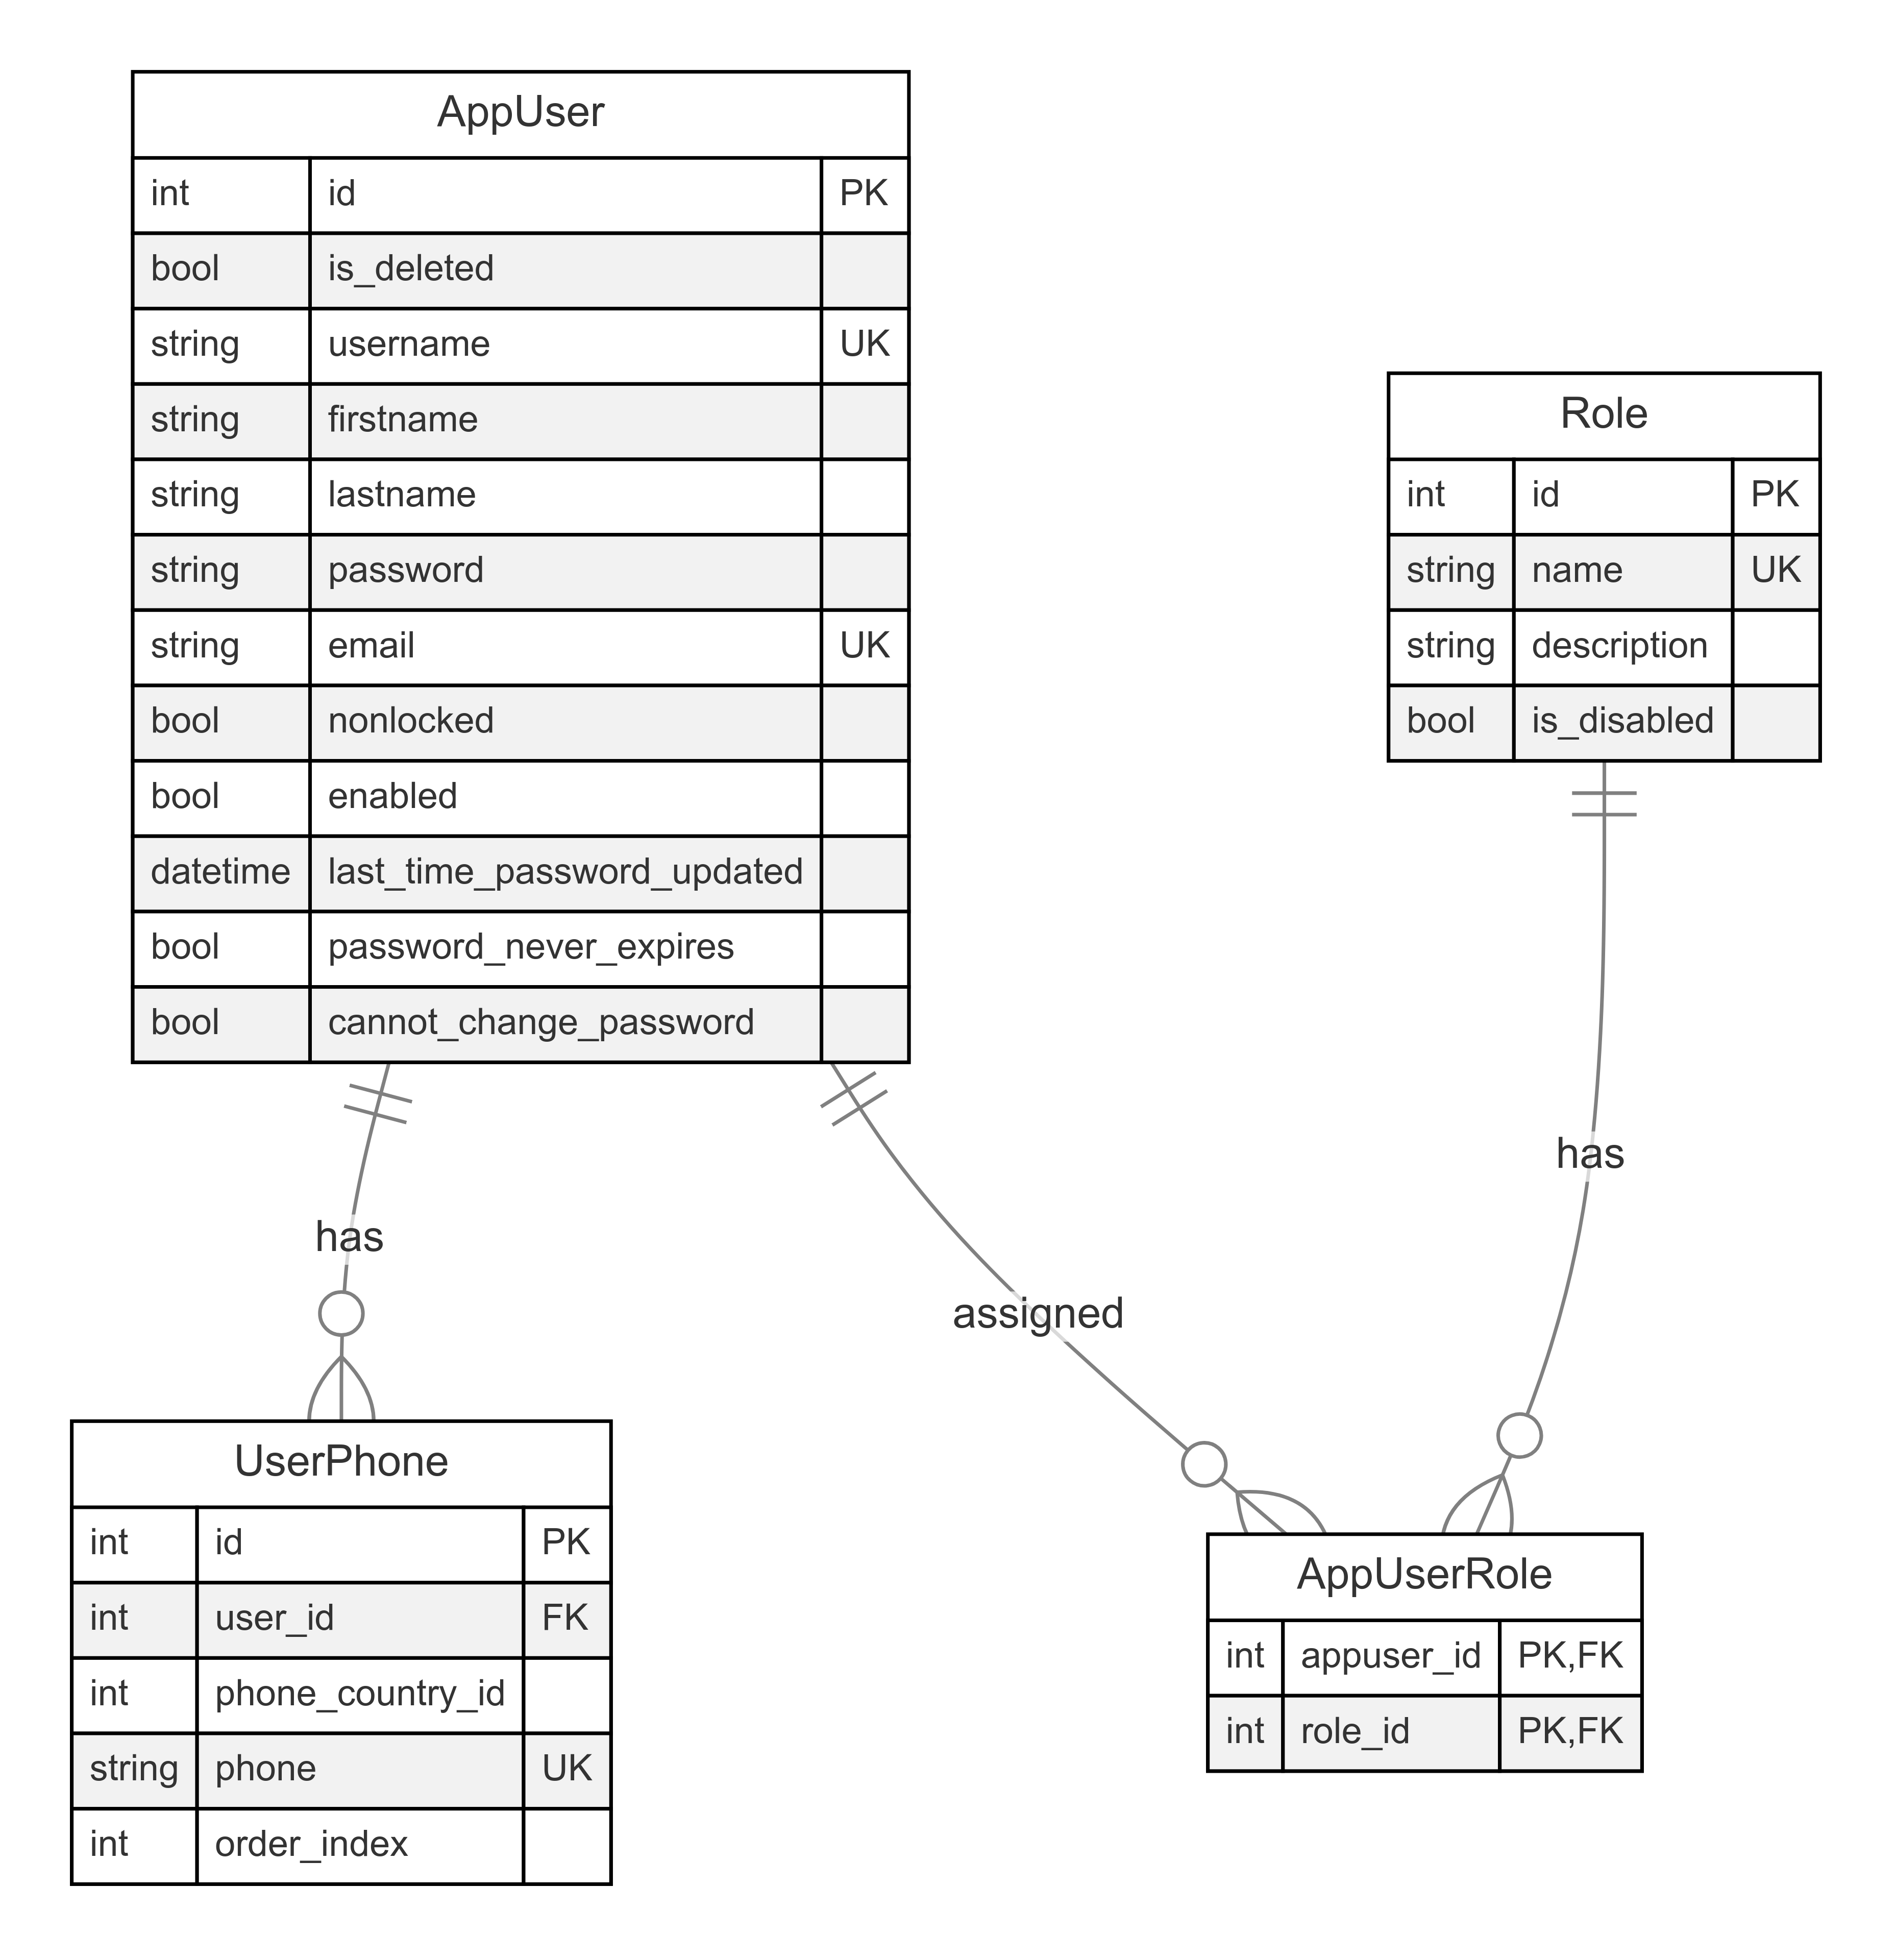 AppUser
int id PK
bool is_deleted
string username UK
string firstname
string lastname
string password
string email UK
bool nonlocked
bool enabled
datetime last_time_password_updated
bool password_never_expires
bool cannot_change_password
Role
int id PK
string name UK
string description
bool is_disabled
has
has
assigned
UserPhone
int id PK
int user_id FK
int phone_country_id
string phone UK
int order_index
AppUserRole
int appuser_id PK,FK
int role_id PK,FK